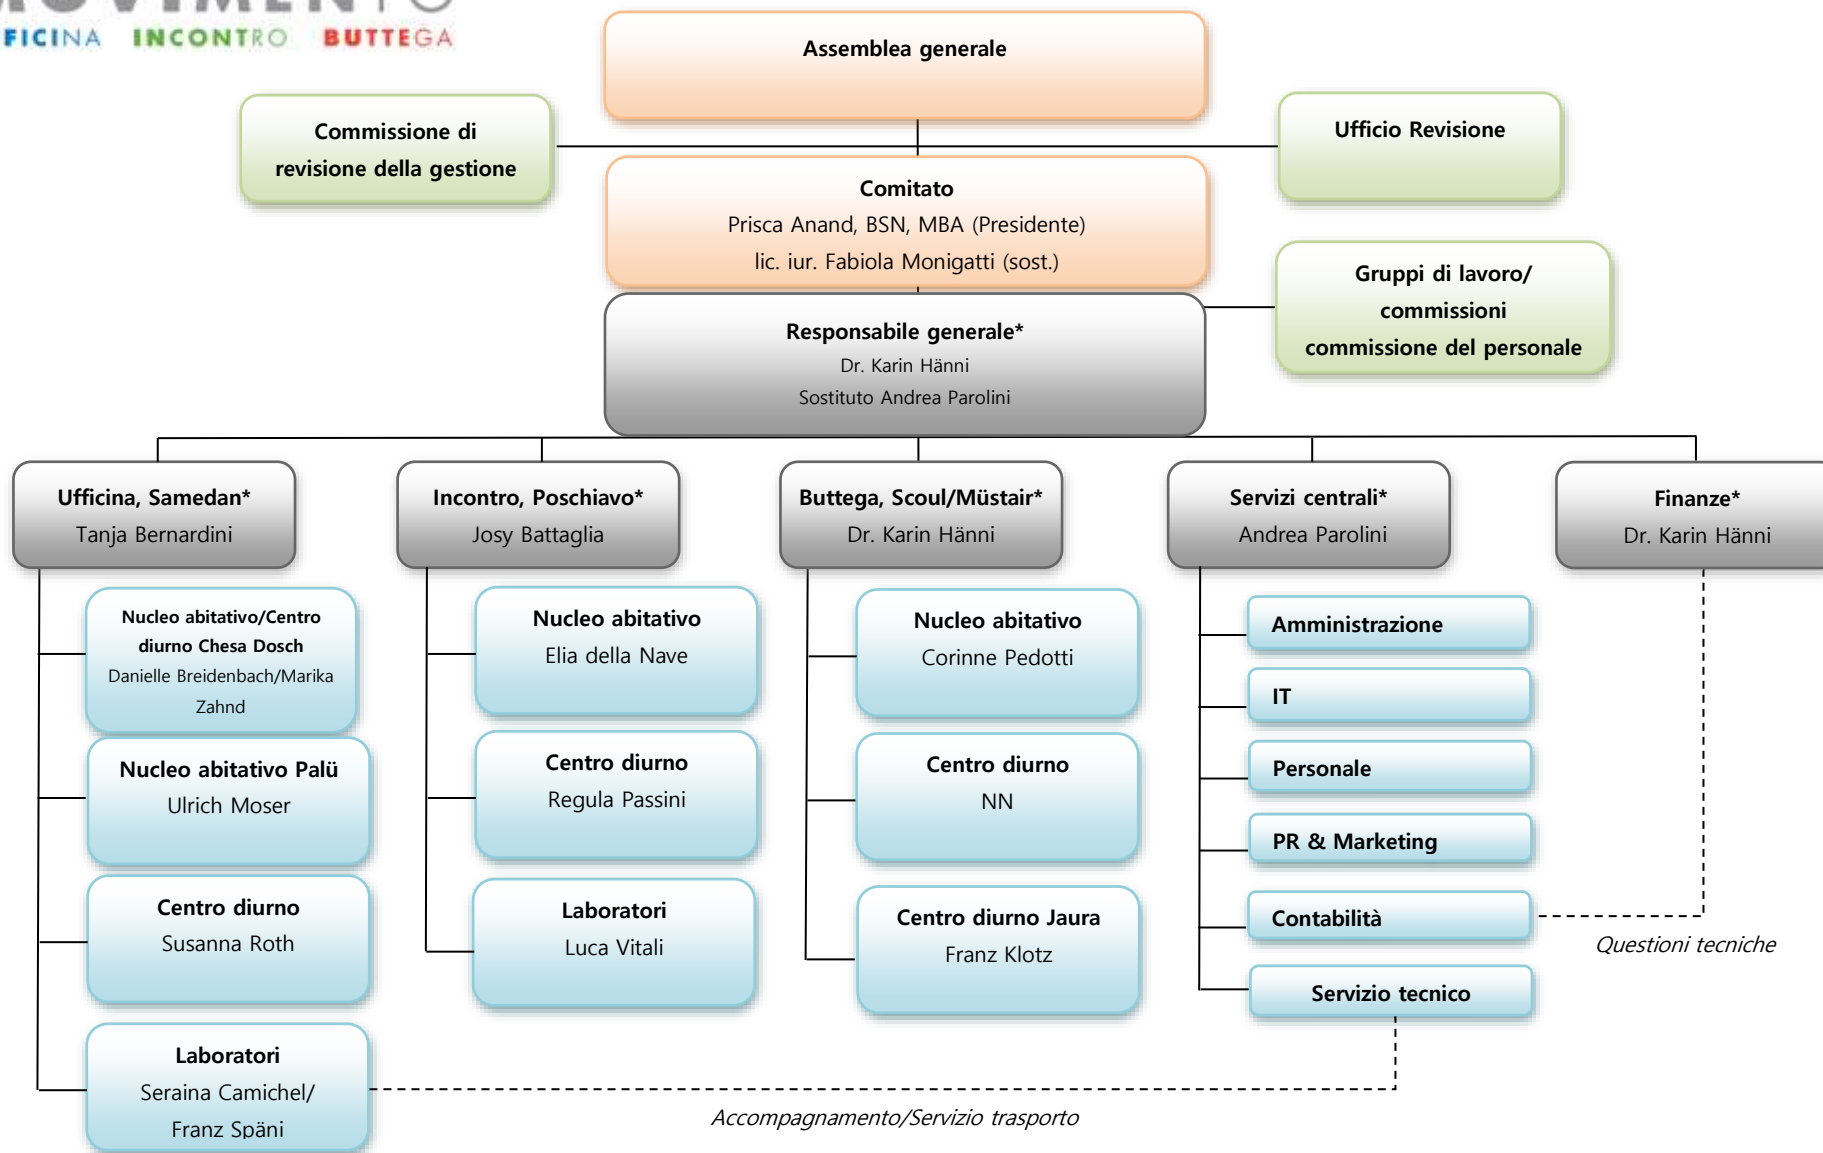 MOVIMENTO
FICINA INCONTRO BUTTEGA
Assemblea generale
Commissione di
revisione della gestione
Ufficio Revisione
Comitato
Prisca Anand, BSN, MBA (Presidente)
lic. iur. Fabiola Monigatti (sost.)
Gruppi di lavoro/
commissioni
commissione del personale
Responsabile generale*
Dr. Karin Hänni
Sostituto Andrea Parolini
Ufficina, Samedan*
Tanja Bernardini
Incontro, Poschiavo*
Josy Battaglia
Buttega, Scoul/Müstair*
Dr. Karin Hänni
Servizi centrali*
Andrea Parolini
Finanze*
Dr. Karin Hänni
Nucleo abitativo/Centro
diurno Chesa Dosch
Danielle Breidenbach/Marika
Zahnd
Nucleo abitativo Palü
Ulrich Moser
Centro diurno
Susanna Roth
Laboratori
Seraina Camichel/
Franz Späni
Nucleo abitativo
Elia della Nave
Centro diurno
Regula Passini
Laboratori
Luca Vitali
Nucleo abitativo
Corinne Pedotti
Centro diurno
NN
Centro diurno Jaura
Franz Klotz
Amministrazione
IT
Personale
PR & Marketing
Contabilità
Servizio tecnico
Questioni tecniche
Accompagnamento/Servizio trasporto